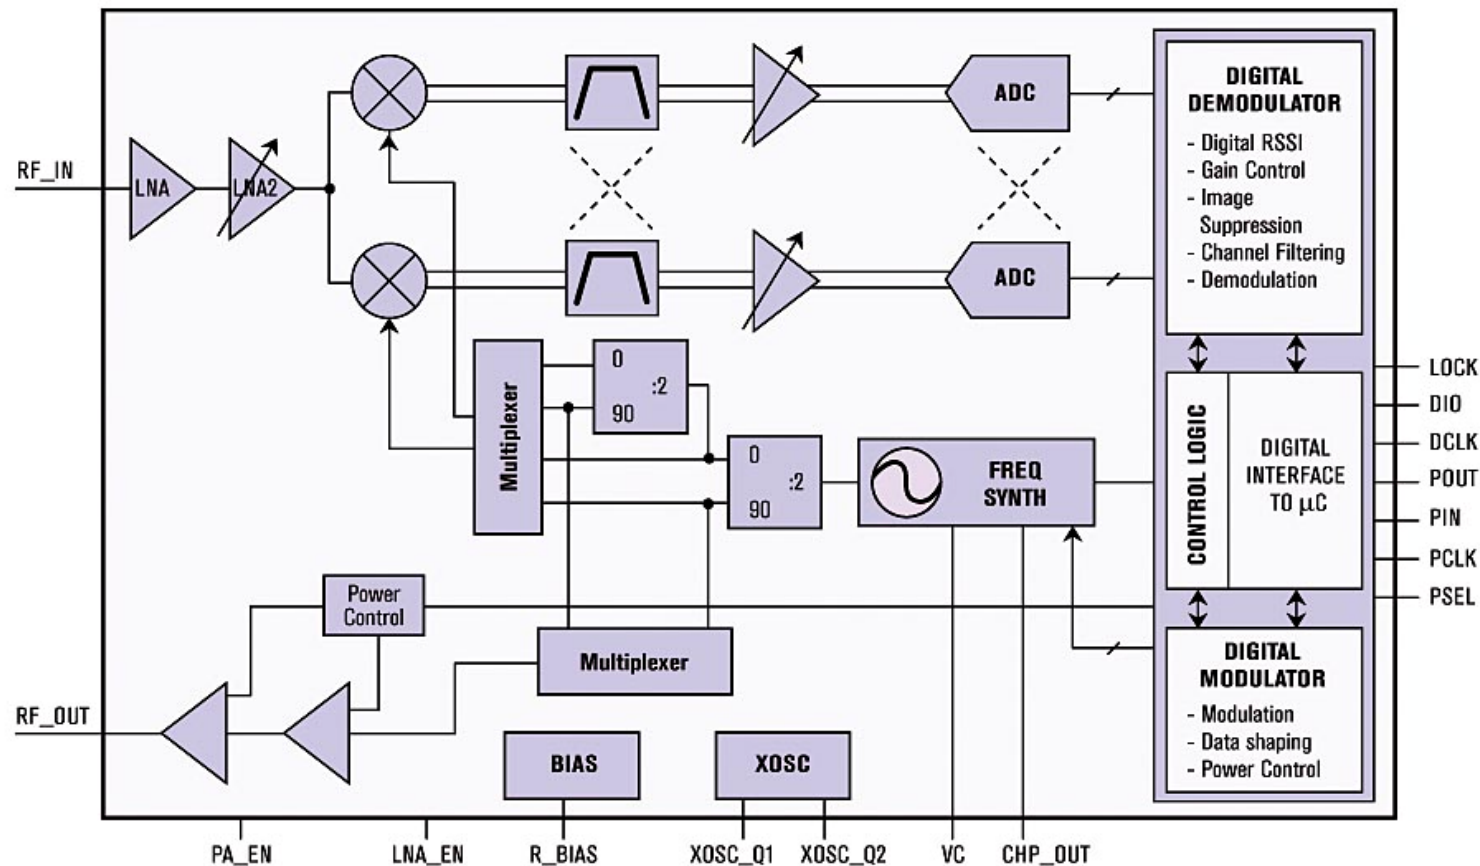 DIGITAL
DEMODULATOR
- Digital RSSI
- Gain Control
- Image
Suppression
- Channel Filtering
- Demodulation
ADC
ADC
RF_IN
LNA
LNA2
Multiplexer
0
:2
90
0
:2
90
FREQ
SYNTH
CONTROL LOGIC
DIGITAL
INTERFACE
TO µC
LOCK
DIO
DCLK
POUT
PIN
PCLK
PSEL
Power
Control
Multiplexer
DIGITAL
MODULATOR
- Modulation
- Data shaping
- Power Control
RF_OUT
BIAS
XOSC
PA_EN
LNA_EN
R_BIAS
XOSC_Q1
XOSC_Q2
VC
CHP_OUT